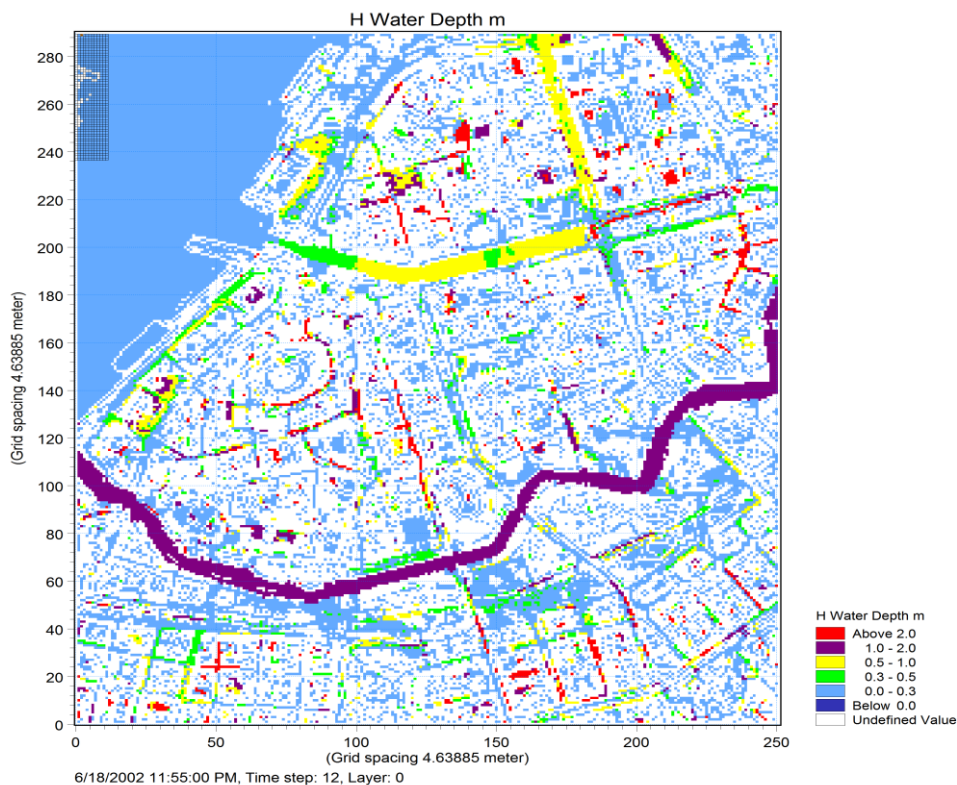 H Water Depth m
280
260
240
220
200
180
160
140
120
100
80
60
40
20
0
(Grid spacing 4.63885 meter)
0 50 100 150 200 250
(Grid spacing 4.63885 meter)
6/18/2002 11:55:00 PM, Time step: 12, Layer: 0
H Water Depth m
Above 2.0
1.0 - 2.0
0.5 - 1.0
0.3 - 0.5
0.0 - 0.3
Below 0.0
Undefined Value